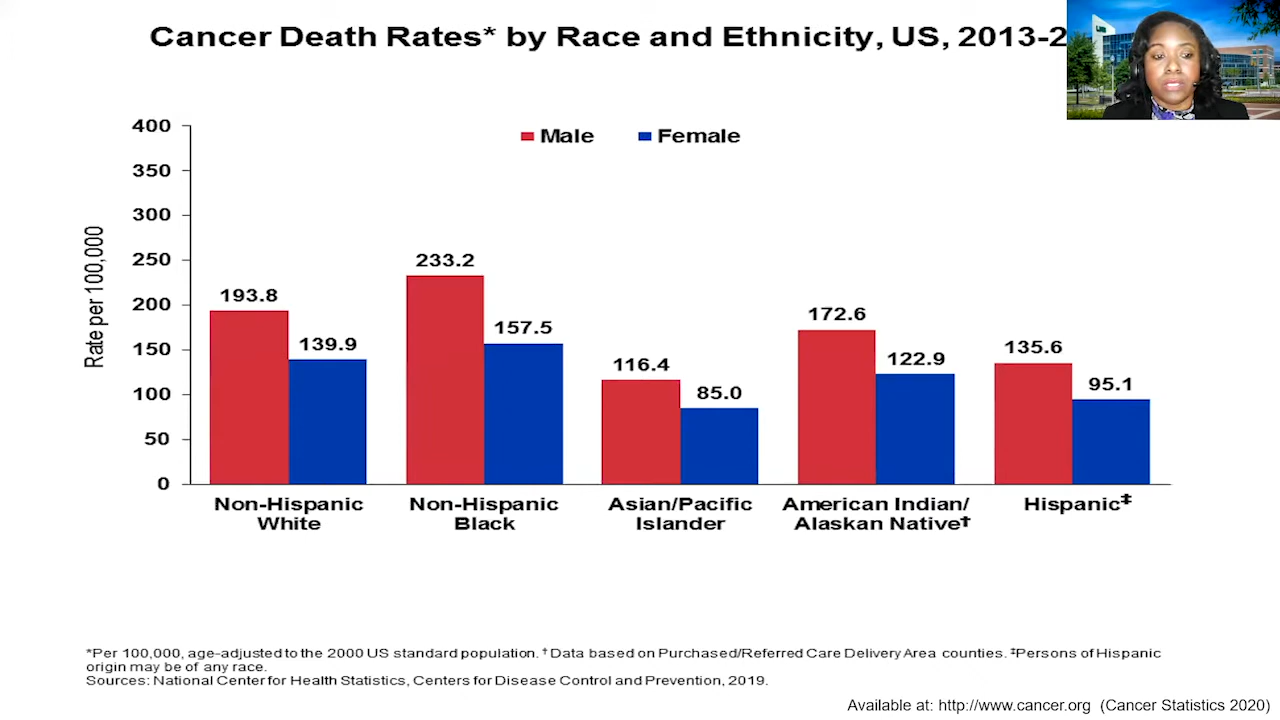 Cancer Death Rates* by Race and Ethnicity, US, 2013-2
Male
Female
Rate per 100,000
400
350
300
250
200
150
100
50
0
193.8
139.9
233.2
157.5
116.4
85.0
172.6
122.9
135.6
95.1
Non-Hispanic
White
Non-Hispanic
Black
Asian/Pacific
Islander
American Indian/
Alaskan Native†
Hispanic‡
*Per 100,000, age-adjusted to the 2000 US standard population. † Data based on Purchased/Referred Care Delivery Area counties. ‡Persons of Hispanic
origin may be of any race.
Sources: National Center for Health Statistics, Centers for Disease Control and Prevention, 2019.
Available at: http://www.cancer.org (Cancer Statistics 2020)